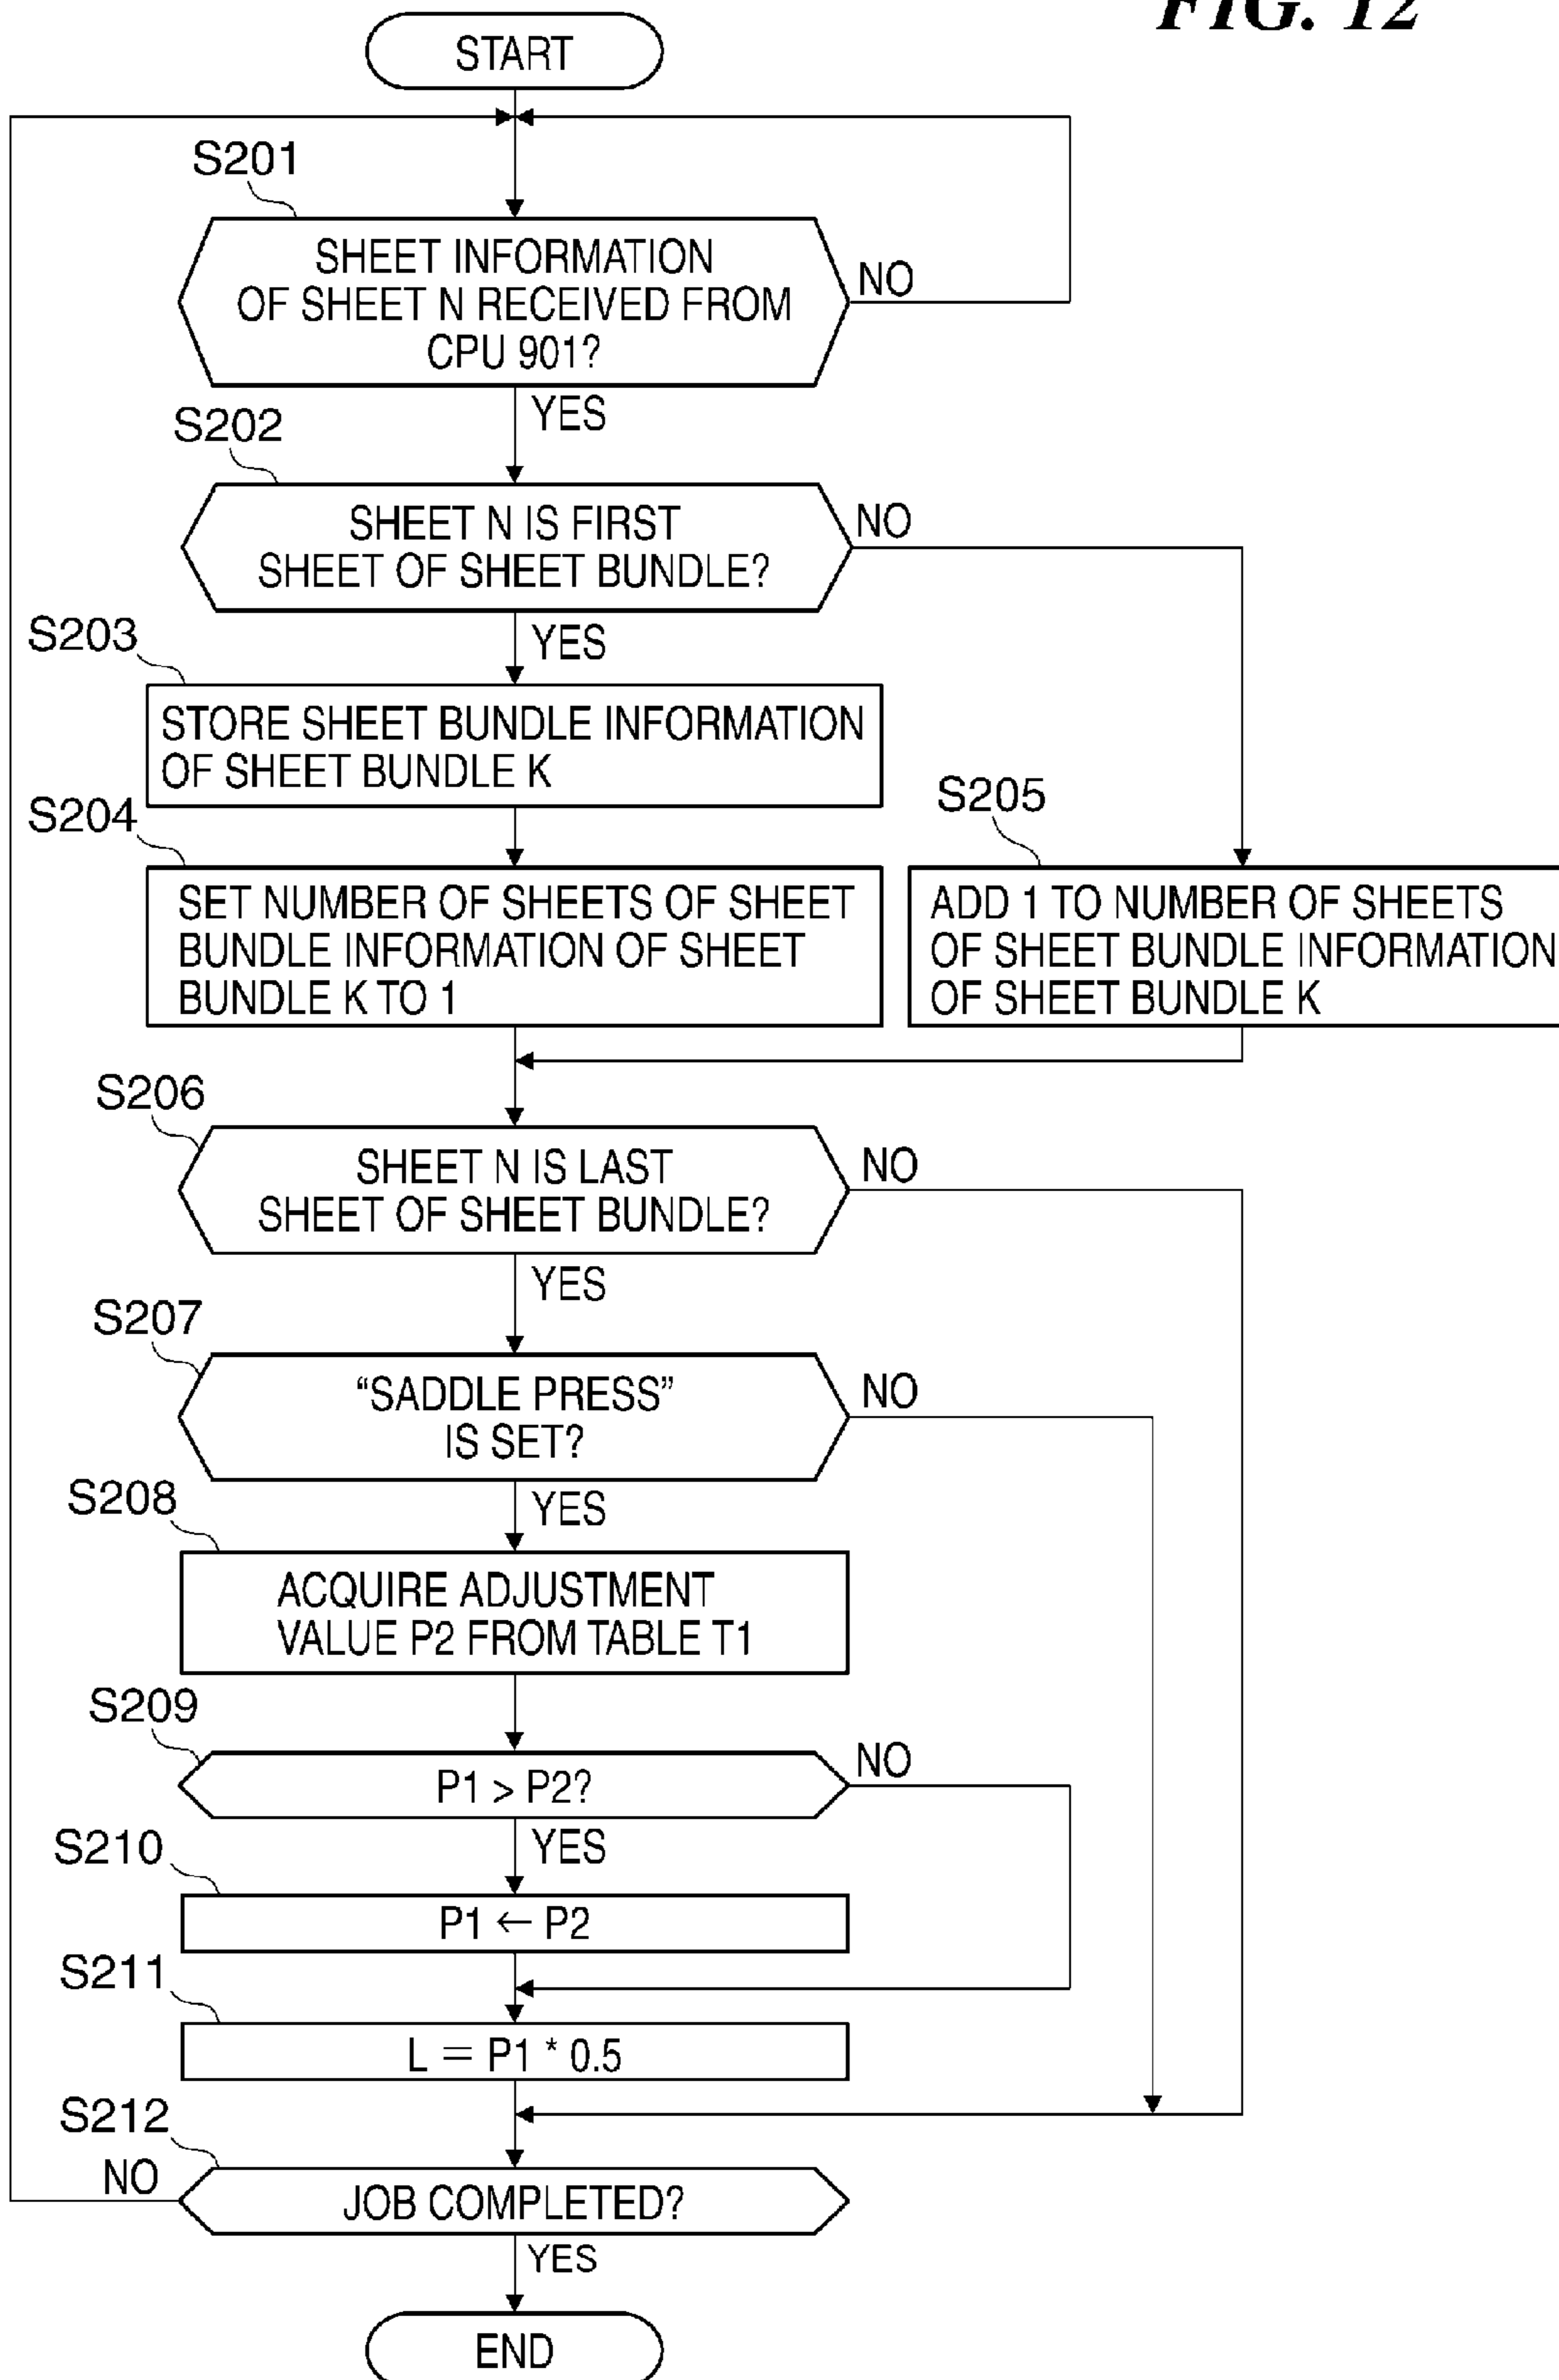 FIG. 12
START
S201
SHEET INFORMATION
OF SHEET N RECEIVED FROM
CPU 901?
NO
YES
S202
SHEET N IS FIRST
SHEET OF SHEET BUNDLE?
NO
YES
S203
STORE SHEET BUNDLE INFORMATION
OF SHEET BUNDLE K
S204
SET NUMBER OF SHEETS OF SHEET
BUNDLE INFORMATION OF SHEET
BUNDLE K TO 1
S205
ADD 1 TO NUMBER OF SHEETS
OF SHEET BUNDLE INFORMATION
OF SHEET BUNDLE K
S206
SHEET N IS LAST
SHEET OF SHEET BUNDLE?
NO
YES
S207
“SADDLE PRESS”
IS SET?
NO
YES
S208
ACQUIRE ADJUSTMENT
VALUE P2 FROM TABLE T1
S209
P1 > P2?
NO
YES
S210
P1 ← P2
S211
L = P1 * 0.5
S212
NO
JOB COMPLETED?
YES
END